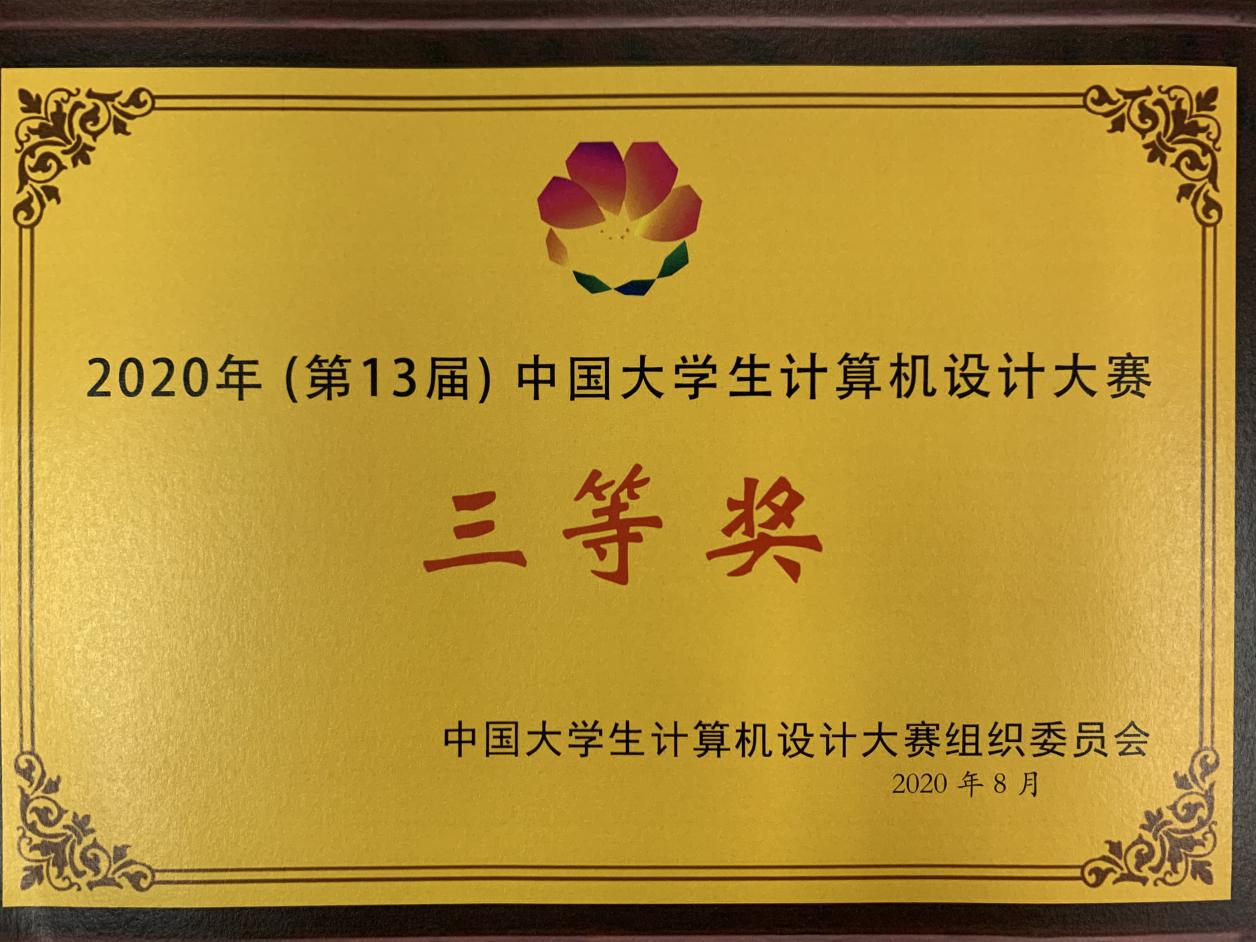 2020年 (第13届) 中国大学生计算机设计大赛
三等奖
中国大学生计算机设计大赛组织委员会
2020 年 8 月